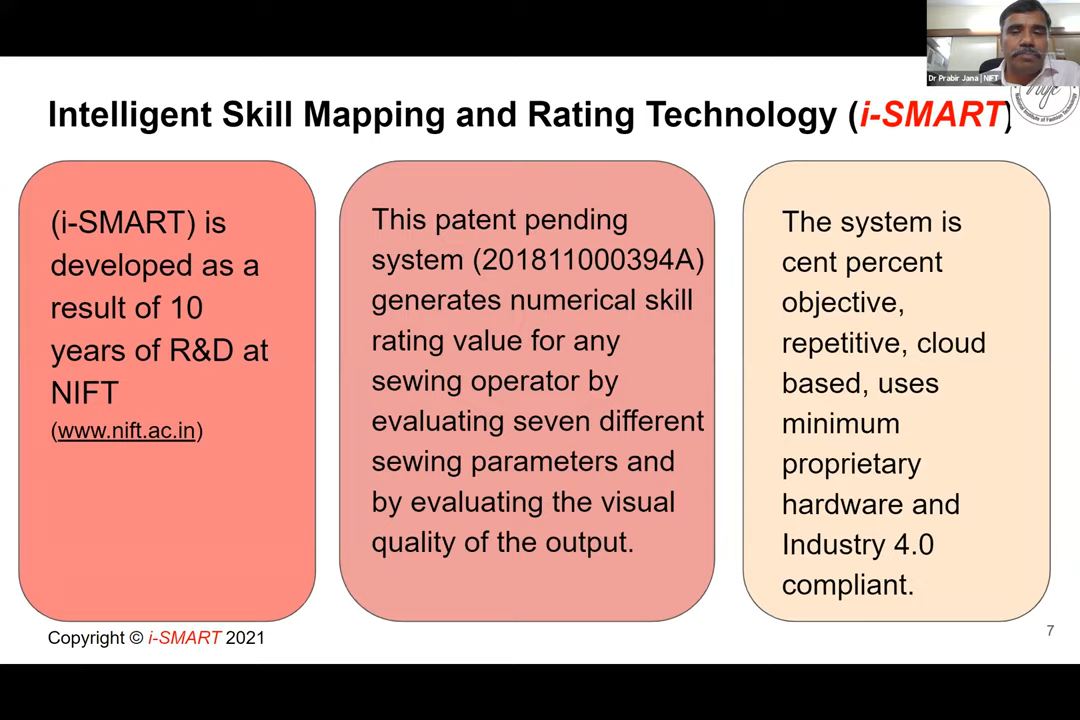 Dr Prabir Jana | NIFT
Intelligent Skill Mapping and Rating Technology (i-SMART)
(i-SMART) is
developed as a
result of 10
years of R&D at
NIFT
(www.nift.ac.in)
This patent pending
system (201811000394A)
generates numerical skill
rating value for any
sewing operator by
evaluating seven different
sewing parameters and
by evaluating the visual
quality of the output.
The system is
cent percent
objective,
repetitive, cloud
based, uses
minimum
proprietary
hardware and
Industry 4.0
compliant.
Copyright © i-SMART 2021
7